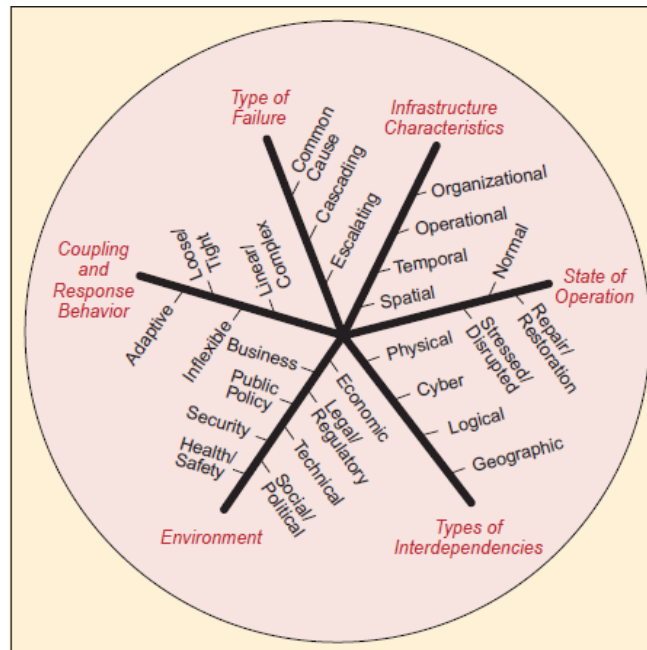 Type of
Failure
Common
Cause
Cascading
Escalating
Infrastructure
Characteristics
Organizational
Operational
Temporal
Spatial
State of
Operation
Normal
Stressed/
Disrupted
Repair/
Restoration
Types of
Interdependencies
Physical
Cyber
Logical
Geographic
Environment
Economic
Legal/
Regulatory
Technical
Social/
Political
Business
Public
Policy
Security
Health/
Safety
Coupling
and
Response
Behavior
Loose/
Tight
Linear/
Complex
Adaptive
Inflexible